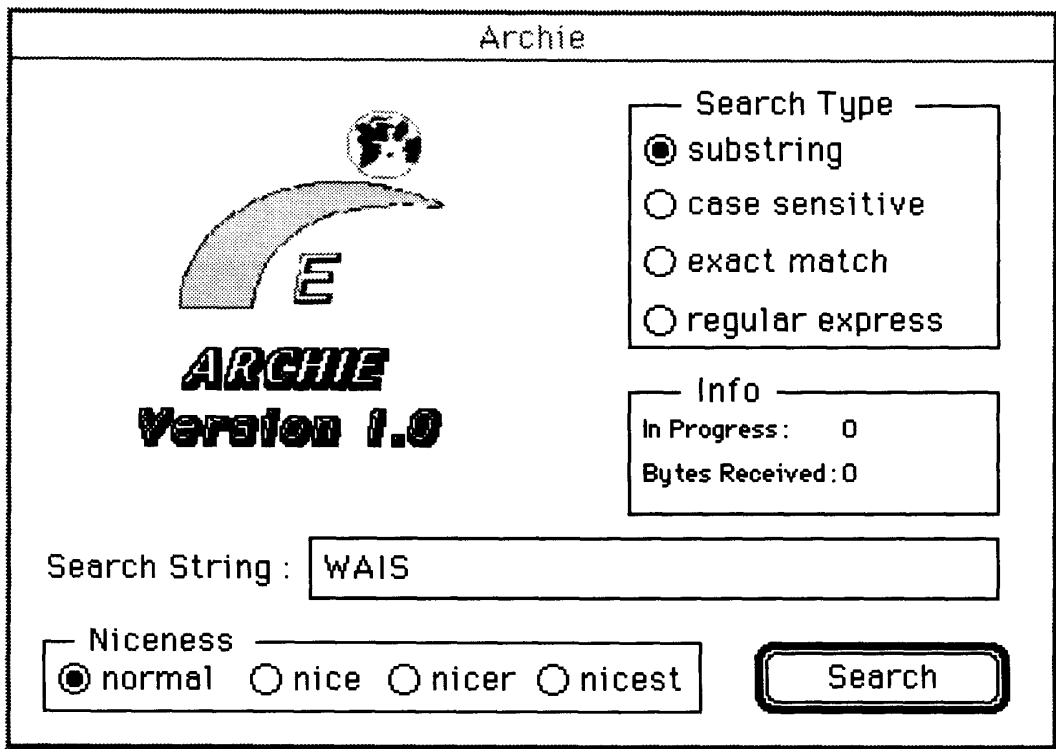 Archie
E
ARCHIE
Version 1.0
Search Type
substring
case sensitive
exact match
regular express
Info
In Progress: 0
Bytes Received: 0
Search String : WAIS
Niceness
normal nice nicer nicest
Search